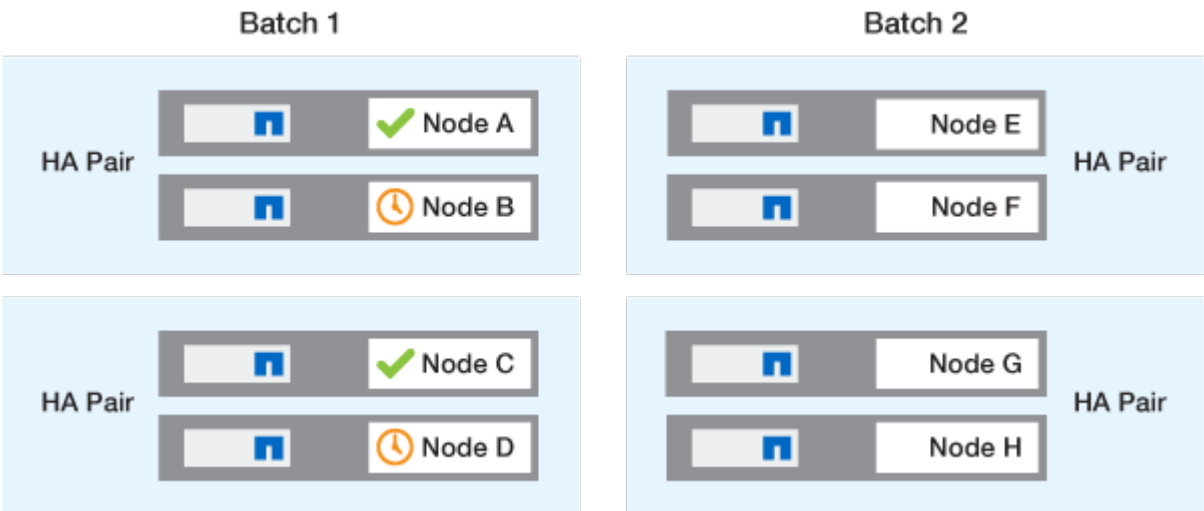 Batch 1
Batch 2
HA Pair
Node A
Node B
Node E
Node F
HA Pair
HA Pair
Node C
Node D
Node G
Node H
HA Pair